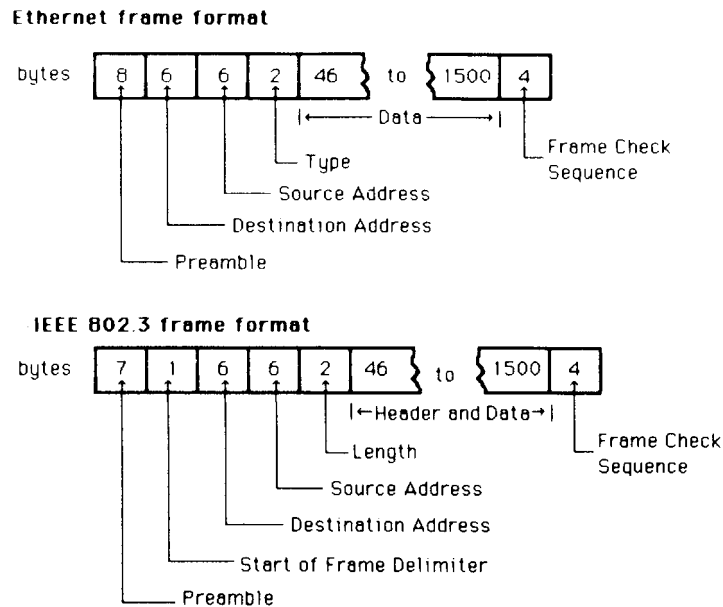 Ethernet frame format
bytes 8 6 6 2 46 to 1500 4
Data
Type
Frame Check
Sequence
Source Address
Destination Address
Preamble
IEEE 802.3 frame format
bytes 7 1 6 6 2 46 to 1500 4
Header and Data
Length
Frame Check
Sequence
Source Address
Destination Address
Start of Frame Delimiter
Preamble